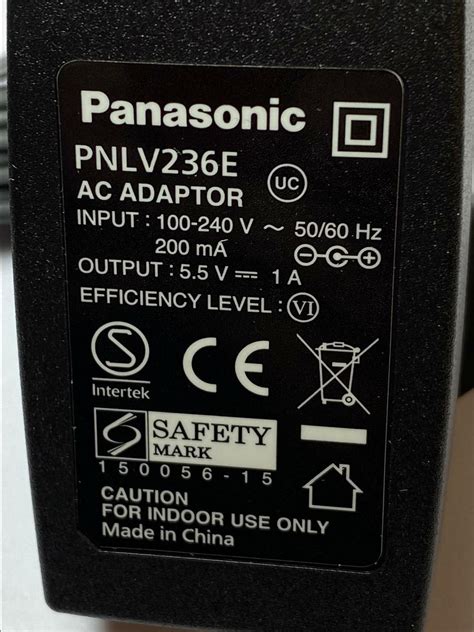 Panasonic
PNLV236E
UC
AC ADAPTOR
INPUT : 100-240 V ~ 50/60 Hz
200 mA
OUTPUT : 5.5 V ⎓ 1 A
EFFICIENCY LEVEL : VI
S
Intertek
CE
SAFETY
MARK
150056-15
CAUTION
FOR INDOOR USE ONLY
Made in China